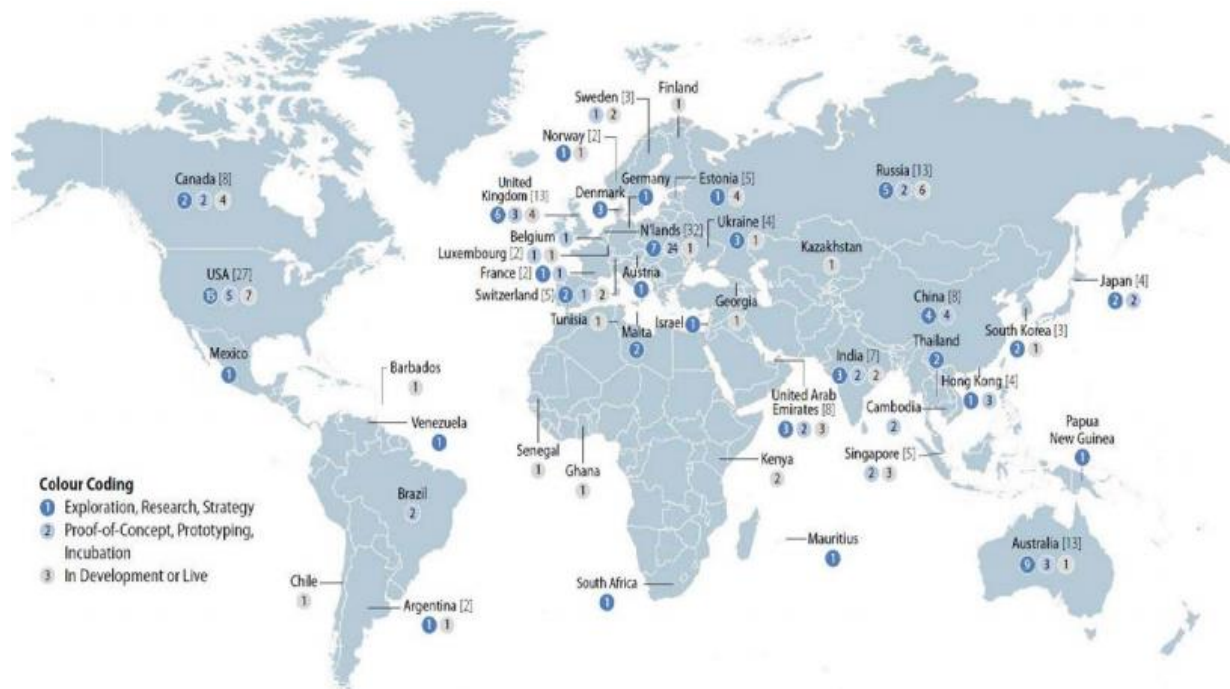 Finland
1
Sweden [3]
1 2
Norway [2]
1 1
Canada [8]
2 2 4
United
Kingdom [13]
6 3 4
Denmark
3
Germany
1
Estonia [5]
1 4
Russia [13]
5 2 6
Belgium 1
N'lands [32]
7 24 1
Ukraine [4]
3 1
Luxembourg [2] 1 1
Kazakhstan
1
USA [27]
15 5 7
France [2] 1 1
Austria
1
Switzerland [5] 2 1 2
Georgia
1
Japan [4]
2 2
China [8]
4 4
Tunisia 1
Malta
2
Israel 1
South Korea [3]
2 1
Mexico
1
Thailand
2
India [7]
3 2 2
Hong Kong [4]
1 3
Barbados
1
United Arab
Emirates [8]
3 2 3
Cambodia
2
Venezuela
1
Papua
New Guinea
1
Senegal
1
Ghana
1
Kenya
2
Singapore [5]
2 3
Colour Coding
1 Exploration, Research, Strategy
2 Proof-of-Concept, Prototyping,
Incubation
3 In Development or Live
Brazil
2
Mauritius
1
Australia [13]
9 3 1
Chile
1
South Africa
1
Argentina [2]
1 1